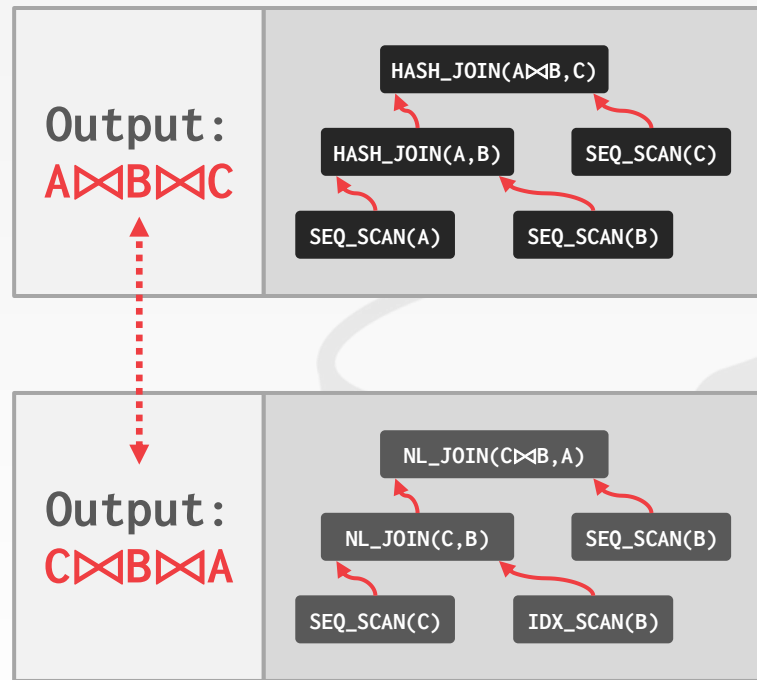 Output:
A⋈B⋈C
HASH_JOIN(A⋈B,C)
HASH_JOIN(A,B)
SEQ_SCAN(C)
SEQ_SCAN(A)
SEQ_SCAN(B)
Output:
C⋈B⋈A
NL_JOIN(C⋈B,A)
NL_JOIN(C,B)
SEQ_SCAN(B)
SEQ_SCAN(C)
IDX_SCAN(B)